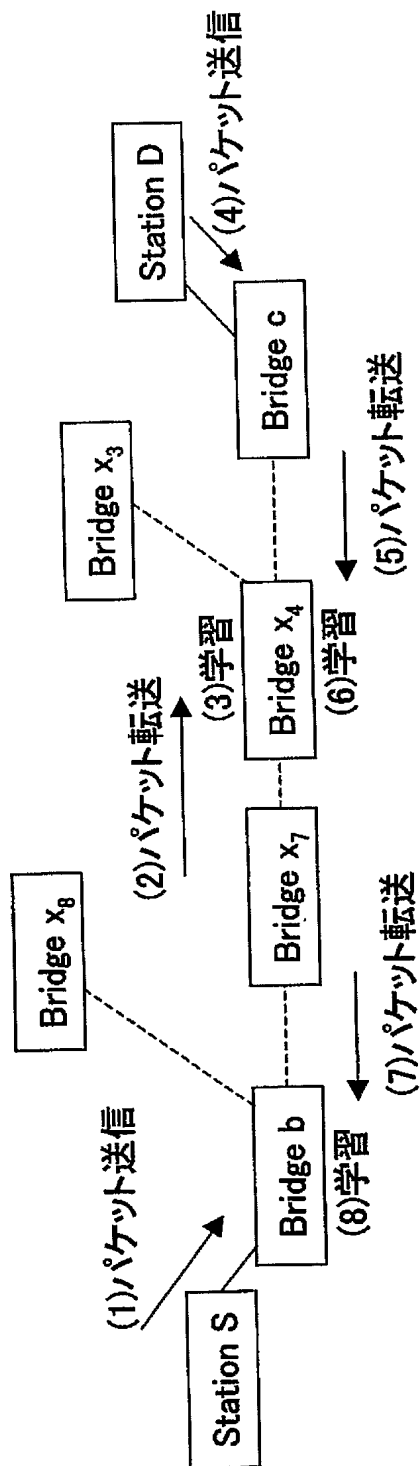 (1)パケット送信
Station S
Bridge b
(8)学習
Bridge x8
(7)パケット転送
Bridge x7
(2)パケット転送
(3)学習
Bridge x4
(6)学習
Bridge x3
(5)パケット転送
Bridge c
Station D
(4)パケット送信